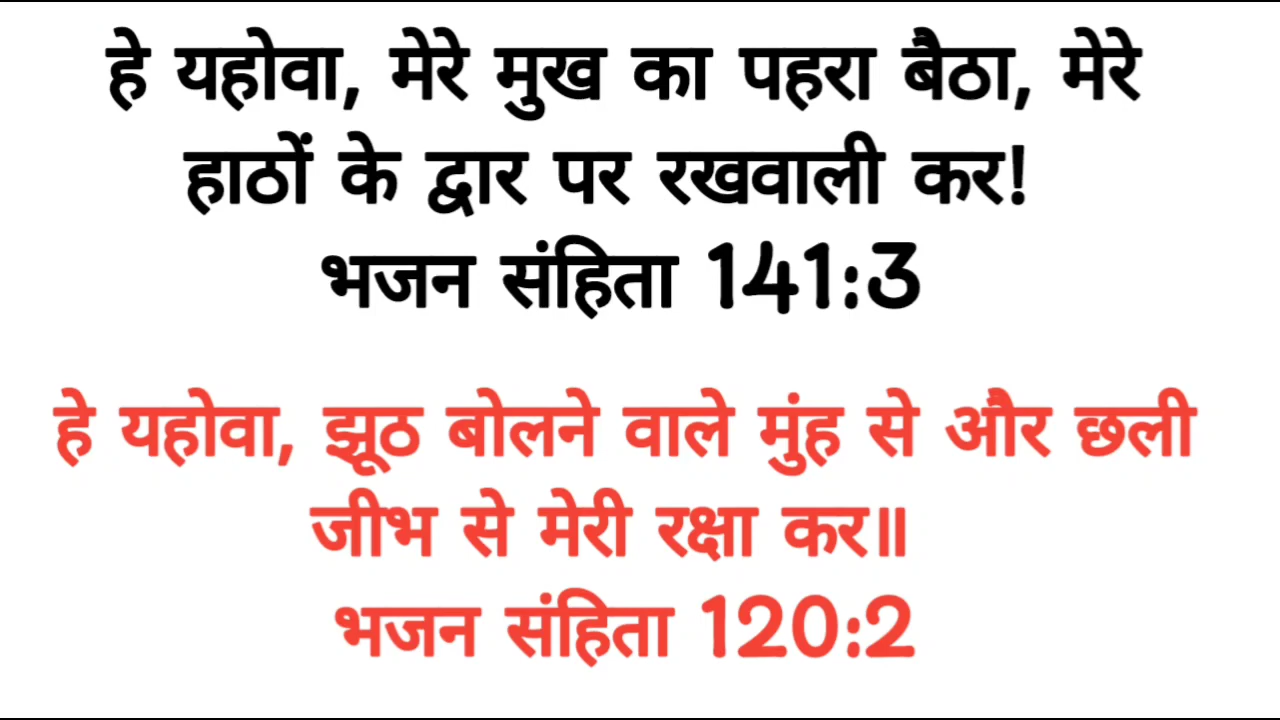 हे यहोवा, मेरे मुख का पहरा बैठा, मेरे
हाठों के द्वार पर रखवाली कर!
भजन संहिता 141:3
हे यहोवा, झूठ बोलने वाले मुंह से और छली
जीभ से मेरी रक्षा कर॥
भजन संहिता 120:2